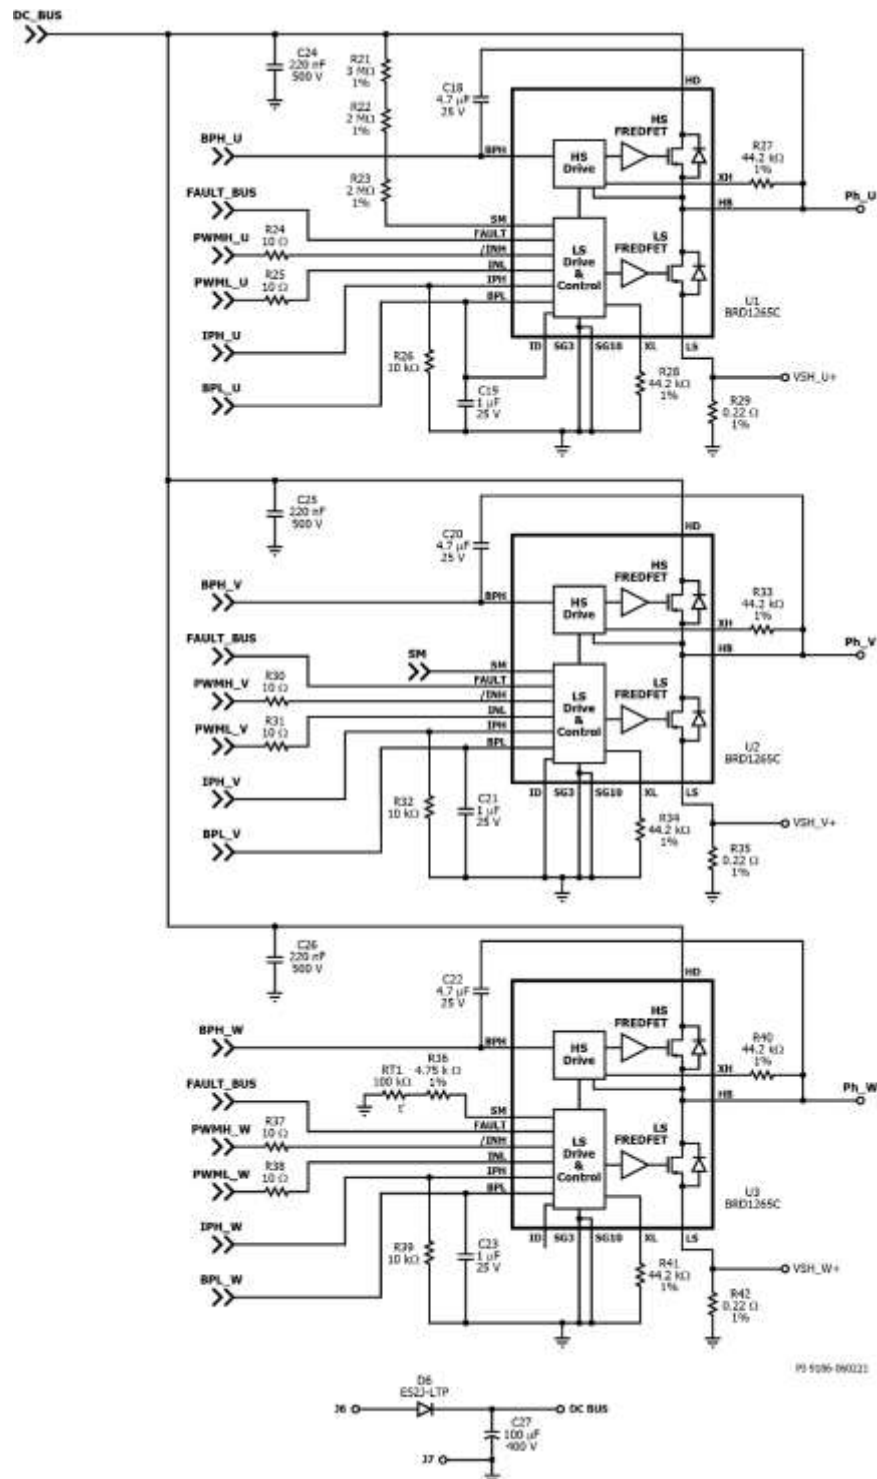 DC_BUS
C24
220 nF
500 V
R21
3 MΩ
1%
R22
2 MΩ
1%
R23
2 MΩ
1%
C18
4.7 µF
25 V
HD
HS
FREDFET
BPH_U
BPH
HS
Drive
R27
44.2 kΩ
1%
XH
HB
Ph_U
FAULT_BUS
SM
FAULT
R24
10 Ω
PWMH_U
/INH
INL
IPH
BPL
LS
Drive
&
Control
LS
FREDFET
R25
10 Ω
PWML_U
U1
BRD1265C
IPH_U
ID
SG3
SG10
XL
LS
R26
10 kΩ
R28
44.2 kΩ
1%
VSH_U+
BPL_U
C19
1 µF
25 V
R29
0.22 Ω
1%
C25
220 nF
500 V
C20
4.7 µF
25 V
HD
HS
FREDFET
BPH_V
BPH
HS
Drive
R33
44.2 kΩ
1%
XH
HB
Ph_V
FAULT_BUS
SM
SM
FAULT
R30
10 Ω
PWMH_V
/INH
INL
IPH
BPL
LS
Drive
&
Control
LS
FREDFET
R31
10 Ω
PWML_V
U2
BRD1265C
IPH_V
ID
SG3
SG10
XL
LS
R32
10 kΩ
C21
1 µF
25 V
R34
44.2 kΩ
1%
VSH_V+
BPL_V
R35
0.22 Ω
1%
C26
220 nF
500 V
C22
4.7 µF
25 V
HD
HS
FREDFET
BPH_W
BPH
HS
Drive
R40
44.2 kΩ
1%
XH
HB
Ph_W
RT1
100 kΩ
t°
R36
4.75 k Ω
1%
FAULT_BUS
SM
FAULT
R37
10 Ω
PWMH_W
/INH
INL
IPH
BPL
LS
Drive
&
Control
LS
FREDFET
R38
10 Ω
PWML_W
U3
BRD1265C
IPH_W
ID
SG3
SG10
XL
LS
R39
10 kΩ
C23
1 µF
25 V
R41
44.2 kΩ
1%
VSH_W+
BPL_W
R42
0.22 Ω
1%
PI-9186-060221
D6
ES2J-LTP
J6
DC BUS
C27
100 µF
400 V
J7